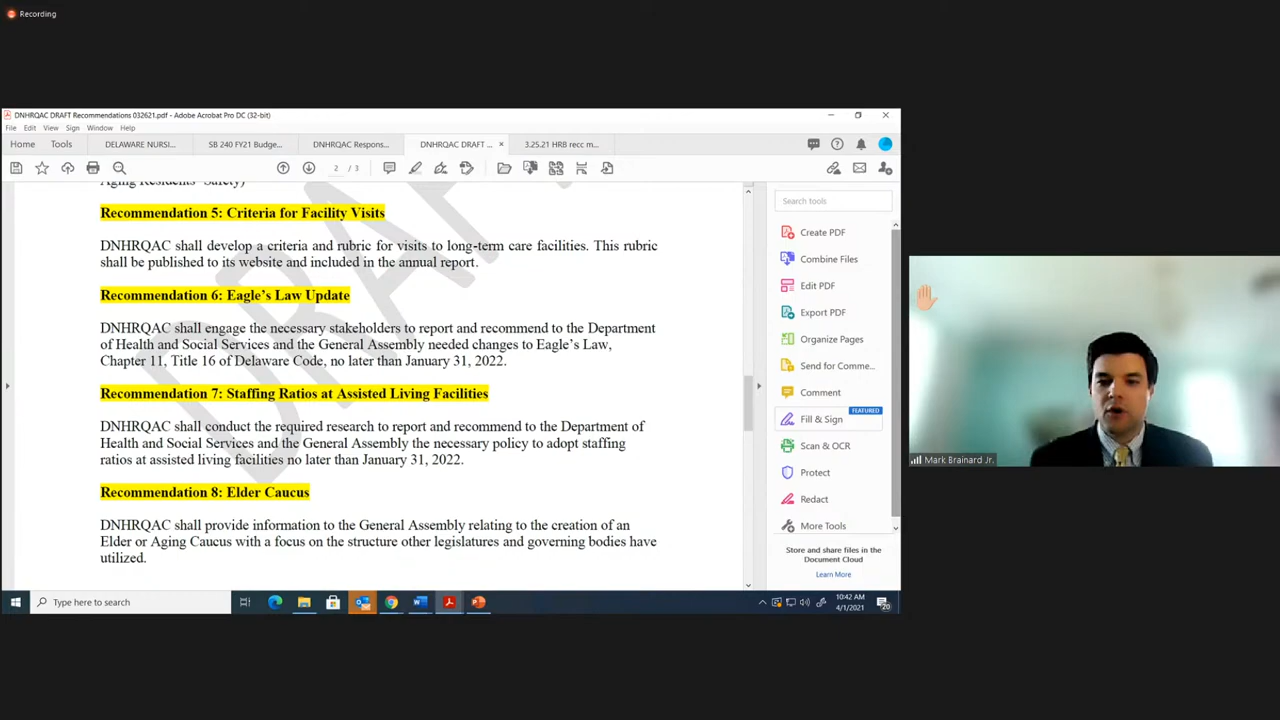 Recording
DNHRQAC DRAFT Recommendations 032621.pdf - Adobe Acrobat Pro DC (32-bit)
File Edit View Sign Window Help
Home Tools DELAWARE NURSI... SB 240 FY21 Budge... DNHRQAC Respons... DNHRQAC DRAFT ... × 3.25.21 HRB recc m...
2 / 3
Aging Residents' Safety)
Recommendation 5: Criteria for Facility Visits
DNHRQAC shall develop a criteria and rubric for visits to long-term care facilities. This rubric
shall be published to its website and included in the annual report.
Recommendation 6: Eagle's Law Update
DNHRQAC shall engage the necessary stakeholders to report and recommend to the Department
of Health and Social Services and the General Assembly needed changes to Eagle's Law,
Chapter 11, Title 16 of Delaware Code, no later than January 31, 2022.
Recommendation 7: Staffing Ratios at Assisted Living Facilities
DNHRQAC shall conduct the required research to report and recommend to the Department of
Health and Social Services and the General Assembly the necessary policy to adopt staffing
ratios at assisted living facilities no later than January 31, 2022.
Recommendation 8: Elder Caucus
DNHRQAC shall provide information to the General Assembly relating to the creation of an
Elder or Aging Caucus with a focus on the structure other legislatures and governing bodies have
utilized.
Search tools
Create PDF
Combine Files
Edit PDF
Export PDF
Organize Pages
Send for Comme...
Comment
FEATURED
Fill & Sign
Scan & OCR
Protect
Redact
More Tools
Store and share files in the
Document Cloud
Learn More
Mark Brainard Jr.
Type here to search
10:42 AM
4/1/2021
20